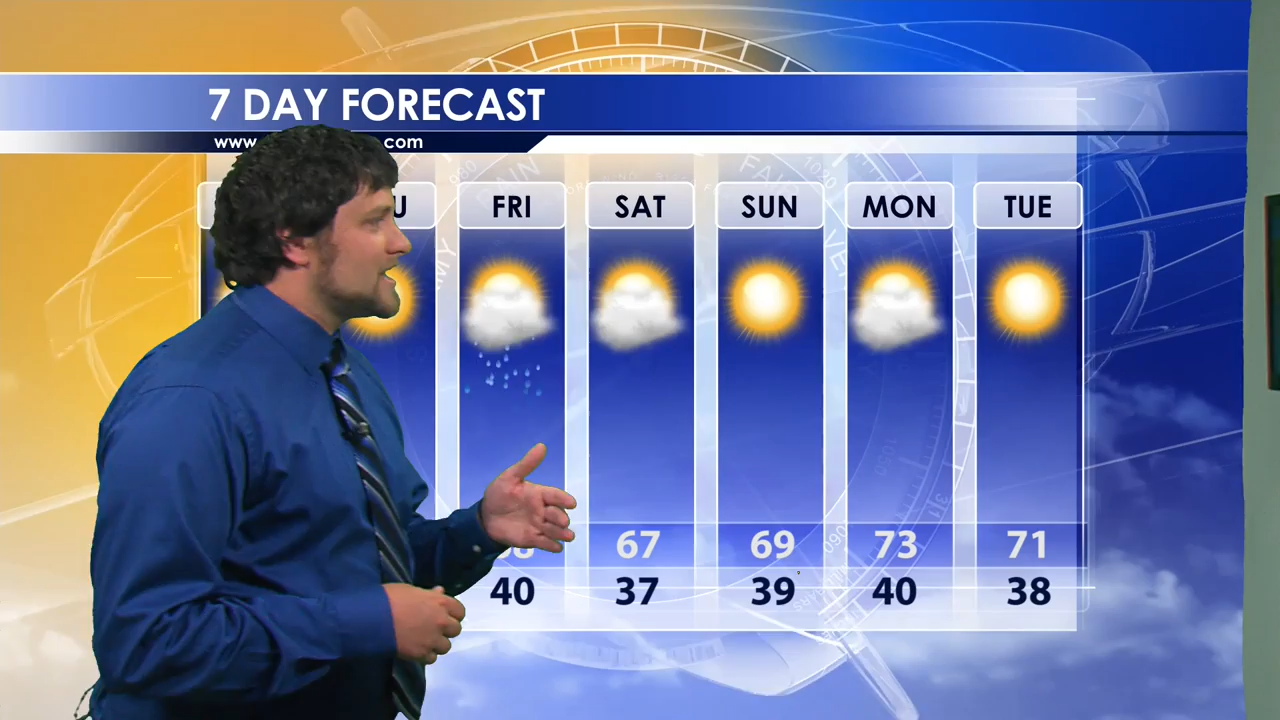 7 DAY FORECAST
www. com
FRI SAT SUN MON TUE
67 69 73 71
40 37 39 40 38